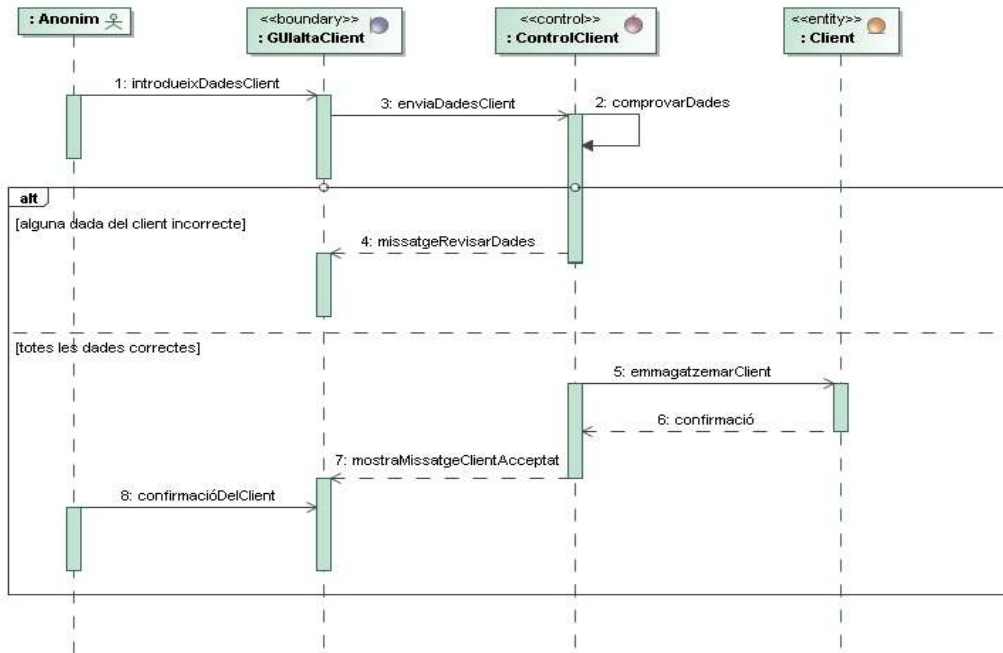 : Anonim
<<boundary>>
: GUIaltaClient
<<control>>
: ControlClient
<<entity>>
: Client
1: introdueixDadesClient
3: enviaDadesClient
2: comprovarDades
alt
[alguna dada del client incorrecte]
4: missatgeRevisarDades
[totes les dades correctes]
5: emmagatzemarClient
6: confirmació
7: mostraMissatgeClientAcceptat
8: confirmacióDelClient